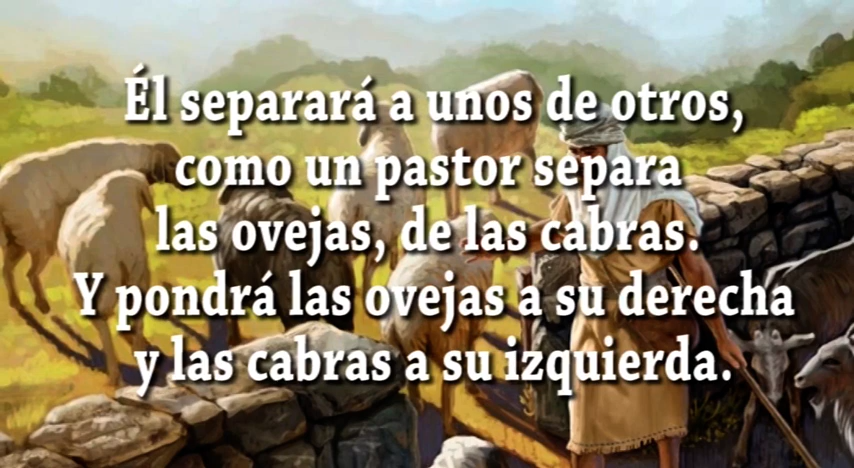 Él separará a unos de otros,
como un pastor separa
las ovejas, de las cabras.
Y pondrá las ovejas a su derecha
y las cabras a su izquierda.